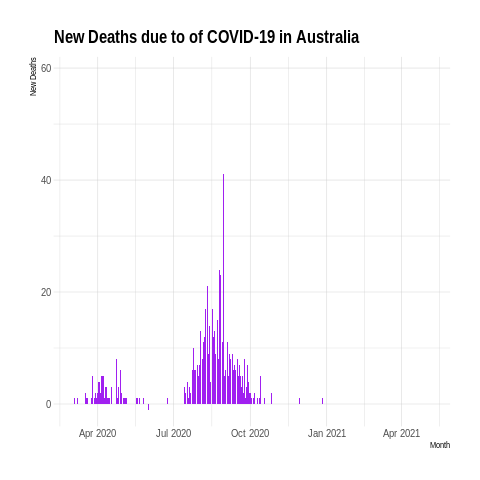 New Deaths due to of COVID-19 in Australia
New Deaths
60
40
20
0
Apr 2020 Jul 2020 Oct 2020 Jan 2021 Apr 2021
Month